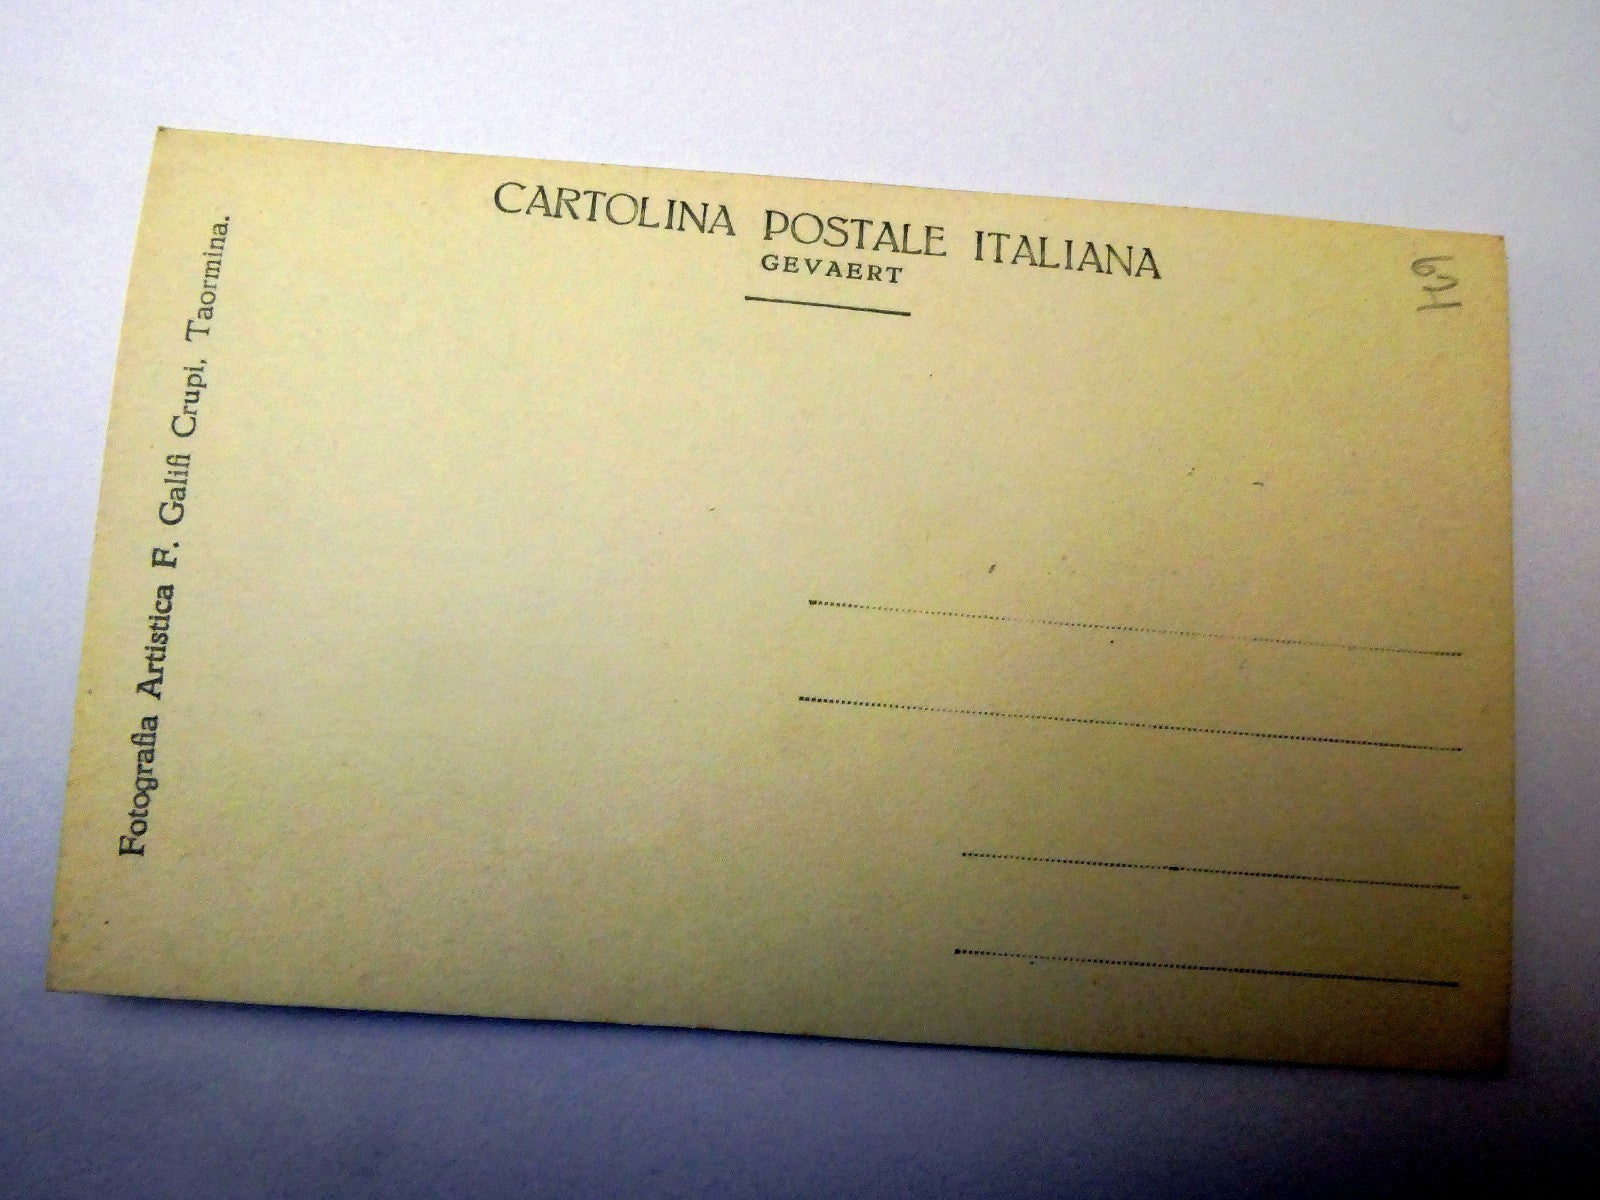 CARTOLINA POSTALE ITALIANA
GEVAERT
Fotografia Artistica F. Galifi Crupi, Taormina.